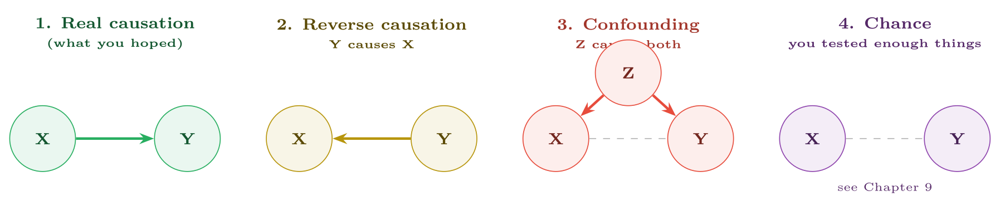 1. Real causation
(what you hoped)
X
Y
2. Reverse causation
Y causes X
X
Y
3. Confounding
Z both
Z
X
Y
4. Chance
you tested enough things
X
Y
see Chapter 9